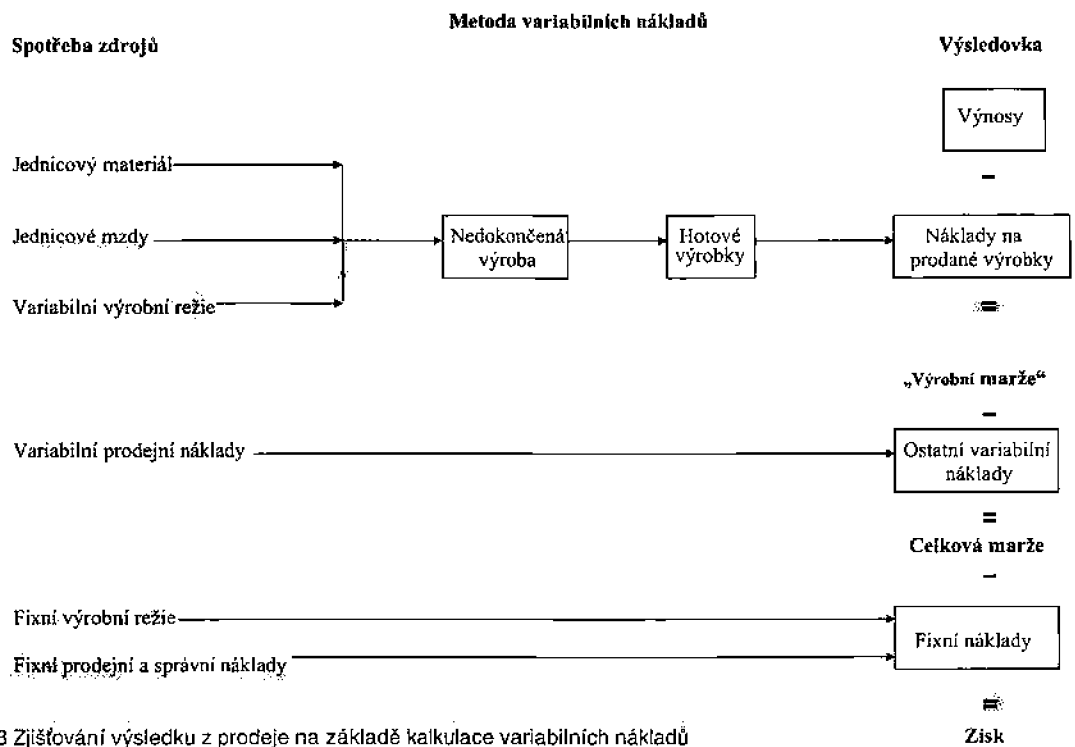 Metoda variabilních nákladů
Spotřeba zdrojů
Výsledovka
Výnosy
Jednicový materiál
–
Jednicové mzdy
Nedokončená
výroba
Hotové
výrobky
Náklady na
prodané výrobky
Variabilní výrobní režie
=
„Výrobní marže“
–
Variabilní prodejní náklady
Ostatní variabilní
náklady
=
Celková marže
–
Fixní výrobní režie
Fixní náklady
Fixní prodejní a správní náklady
=
3 Zjišťování výsledku z prodeje na základě kalkulace variabilních nákladů
Zisk